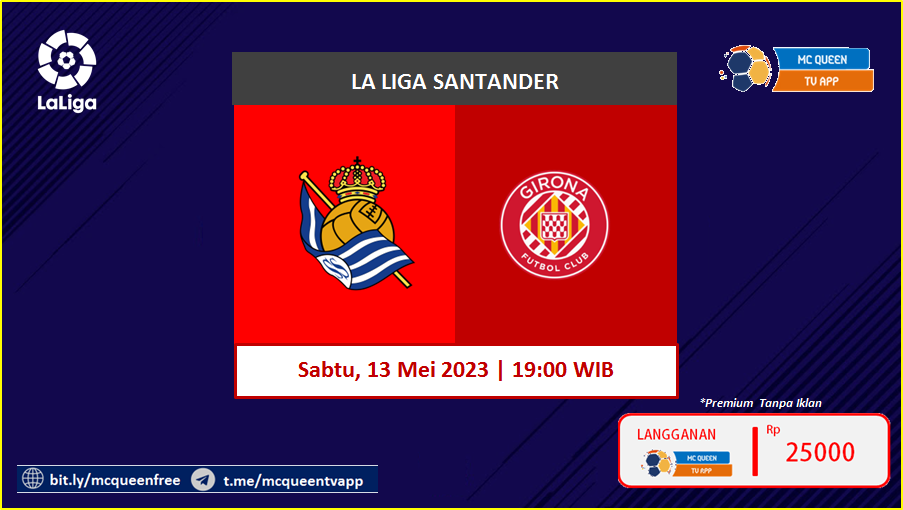 LaLiga
LA LIGA SANTANDER
MC QUEEN
TV APP
GIRONA
FUTBOL CLUB
Sabtu, 13 Mei 2023 | 19:00 WIB
*Premium Tanpa Iklan
LANGGANAN
MC QUEEN
TV APP
Rp
25000
bit.ly/mcqueenfree
t.me/mcqueentvapp